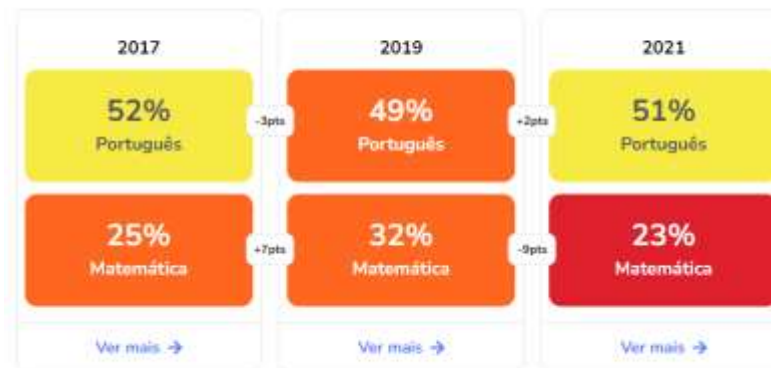 2017
52%
Português
-3pts
25%
Matemática
+7pts
Ver mais →
2019
49%
Português
+2pts
32%
Matemática
-9pts
Ver mais →
2021
51%
Português
23%
Matemática
Ver mais →